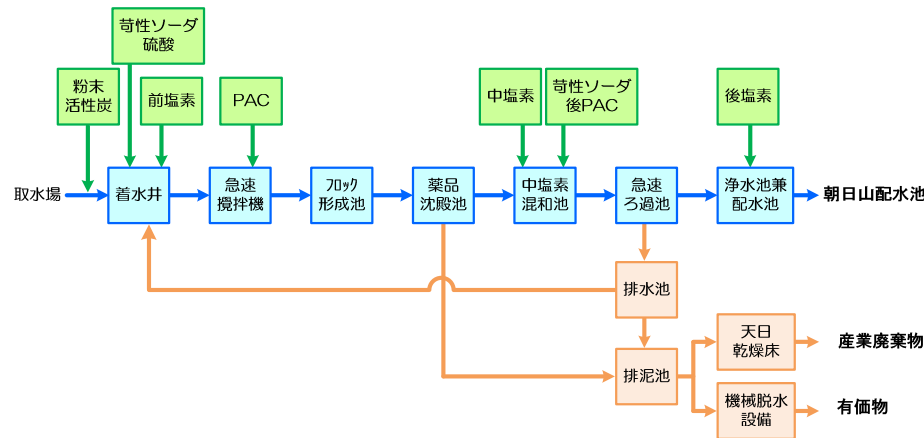 苛性ソーダ
硫酸
粉末
活性炭
前塩素
PAC
中塩素
苛性ソーダ
後PAC
後塩素
取水場
着水井
急速
攪拌機
フロック
形成池
薬品
沈殿池
中塩素
混和池
急速
ろ過池
浄水池兼
配水池
朝日山配水池
排水池
排泥池
天日
乾燥床
産業廃棄物
機械脱水
設備
有価物